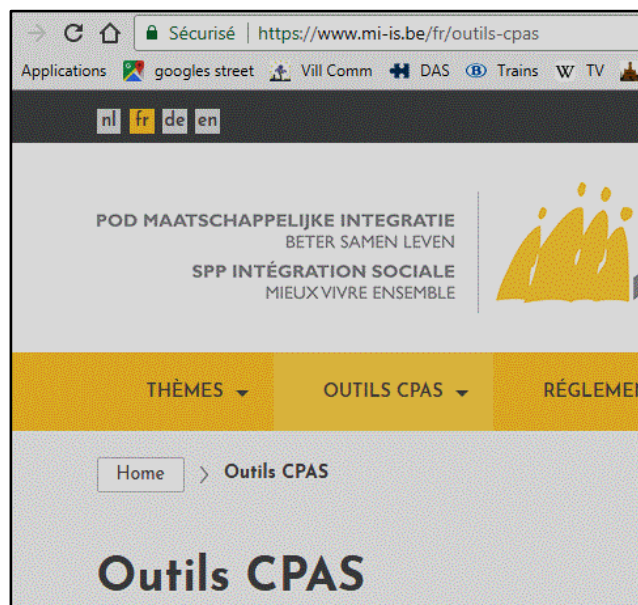 Sécurisé | https://www.mi-is.be/fr/outils-cpas
Applications googles street Vill Comm DAS Trains W TV
nl fr de en
POD MAATSCHAPPELIJKE INTEGRATIE
BETER SAMEN LEVEN
SPP INTÉGRATION SOCIALE
MIEUX VIVRE ENSEMBLE
THÈMES OUTILS CPAS RÉGLEMEN
Home > Outils CPAS
Outils CPAS